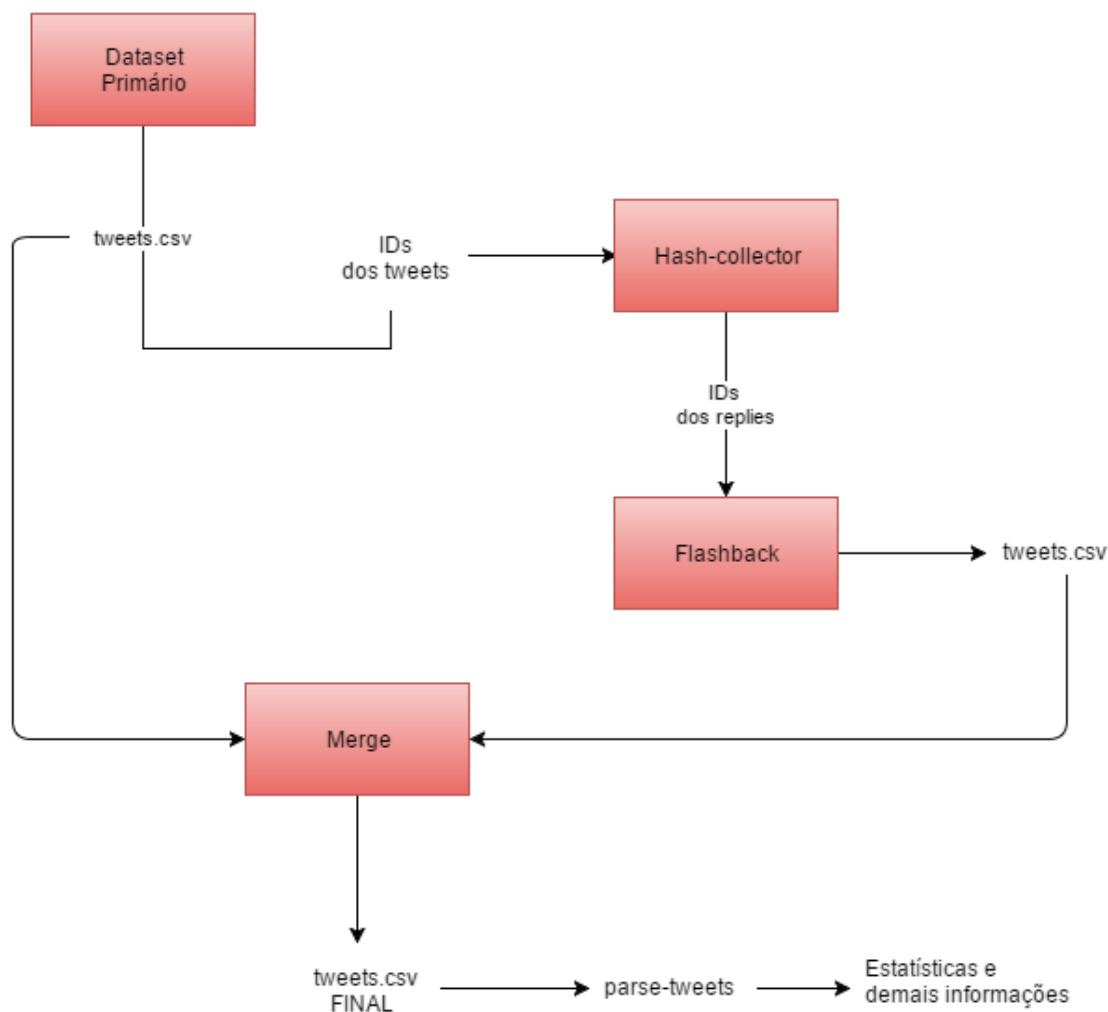 Dataset
Primário
tweets.csv
IDs
dos tweets
Hash-collector
IDs
dos replies
Flashback
tweets.csv
Merge
tweets.csv
FINAL
parse-tweets
Estatísticas e
demais informações